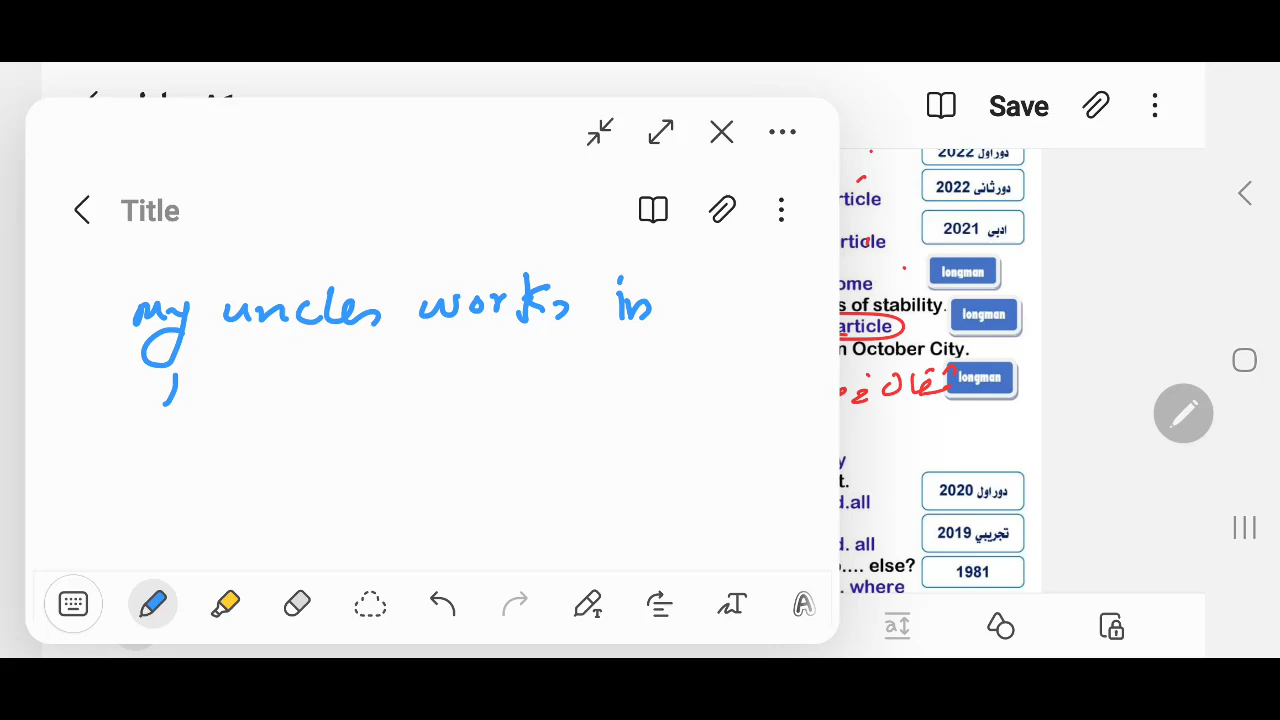 Save
دور اول 2022
Title
rticle
دور ثانى 2022
rticle
ادبى 2021
my uncles works in
ome
longman
s of stability.
article
longman
n October City.
longman
y
t.
d.all
دور اول 2020
d. all
تجريبي 2019
.... else?
1981
. where